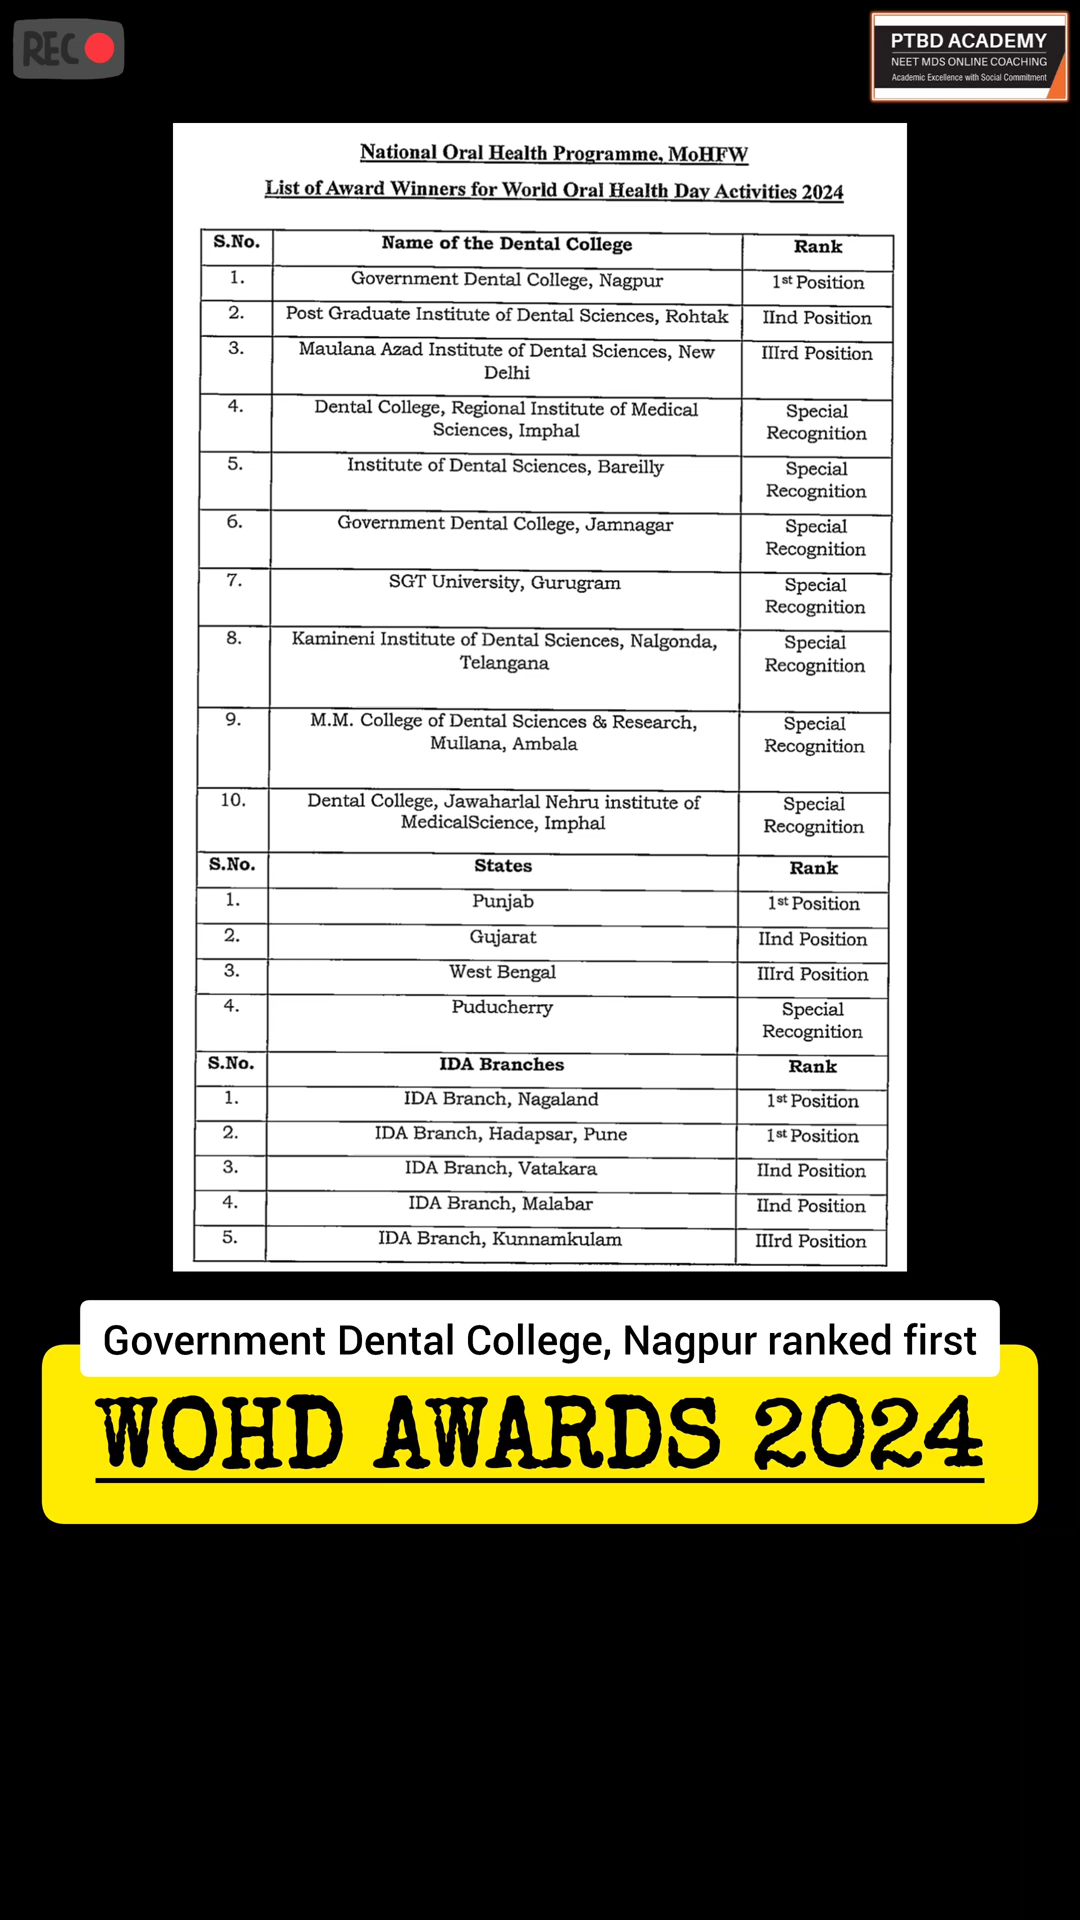 REC
PTBD ACADEMY
NEET MDS ONLINE COACHING
Academic Excellence with Social Commitment
National Oral Health Programme, MoHFW
List of Award Winners for World Oral Health Day Activities 2024
S.No. Name of the Dental College Rank
1. Government Dental College, Nagpur 1st Position
2. Post Graduate Institute of Dental Sciences, Rohtak IInd Position
3. Maulana Azad Institute of Dental Sciences, New IIIrd Position
Delhi
4. Dental College, Regional Institute of Medical Special
Sciences, Imphal Recognition
5. Institute of Dental Sciences, Bareilly Special
Recognition
6. Government Dental College, Jamnagar Special
Recognition
7. SGT University, Gurugram Special
Recognition
8. Kamineni Institute of Dental Sciences, Nalgonda, Special
Telangana Recognition
9. M.M. College of Dental Sciences & Research, Special
Mullana, Ambala Recognition
10. Dental College, Jawaharlal Nehru institute of Special
MedicalScience, Imphal Recognition
S.No. States Rank
1. Punjab 1st Position
2. Gujarat IInd Position
3. West Bengal IIIrd Position
4. Puducherry Special
Recognition
S.No. IDA Branches Rank
1. IDA Branch, Nagaland 1st Position
2. IDA Branch, Hadapsar, Pune 1st Position
3. IDA Branch, Vatakara IInd Position
4. IDA Branch, Malabar IInd Position
5. IDA Branch, Kunnamkulam IIIrd Position
Government Dental College, Nagpur ranked first
WOHD AWARDS 2024